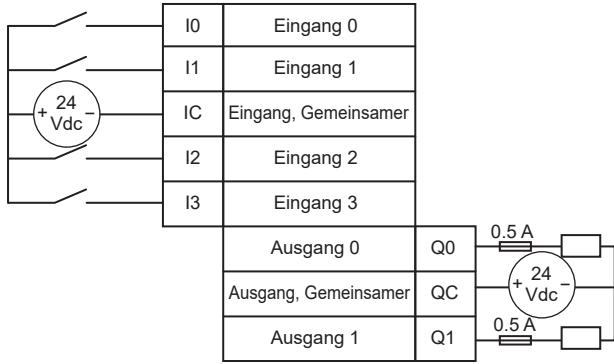 I0 Eingang 0
I1 Eingang 1
+ 24 Vdc −
IC Eingang, Gemeinsamer
I2 Eingang 2
I3 Eingang 3
Ausgang 0 Q0 0.5 A
Ausgang, Gemeinsamer QC + 24 Vdc −
Ausgang 1 Q1 0.5 A